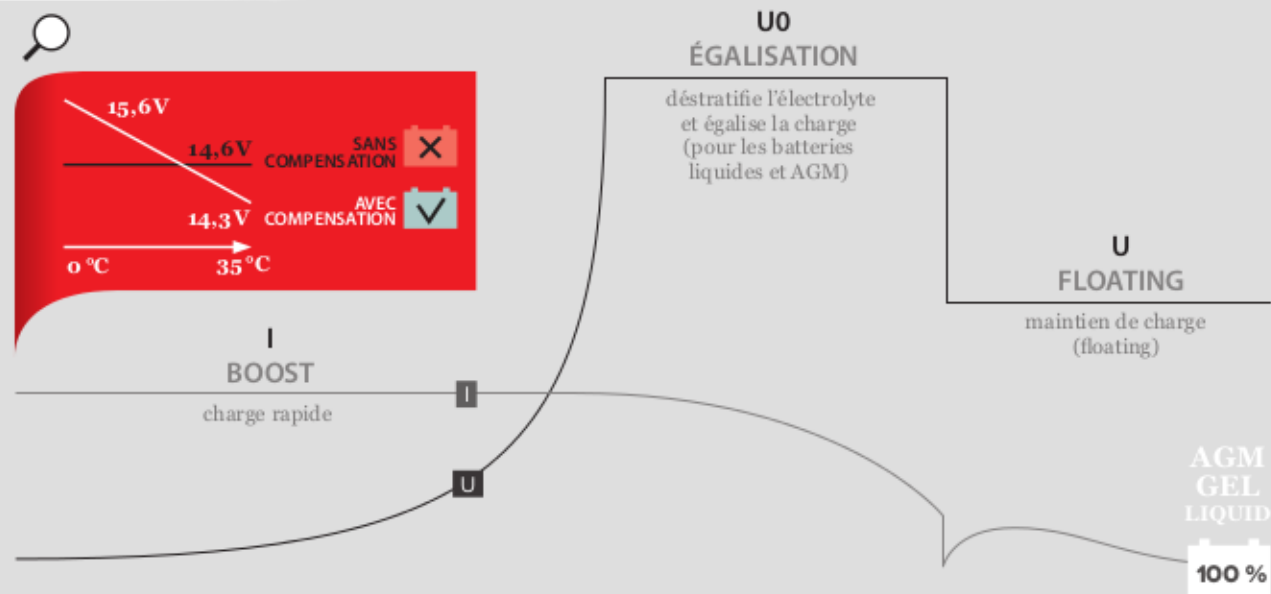 15,6V
14,6V
SANS
COMPENSATION
14,3V
AVEC
COMPENSATION
0 °C
35°C
I
BOOST
charge rapide
I
U
U0
ÉGALISATION
déstratifie l'électrolyte
et égalise la charge
(pour les batteries
liquides et AGM)
U
FLOATING
maintien de charge
(floating)
AGM
GEL
LIQUID
100 %